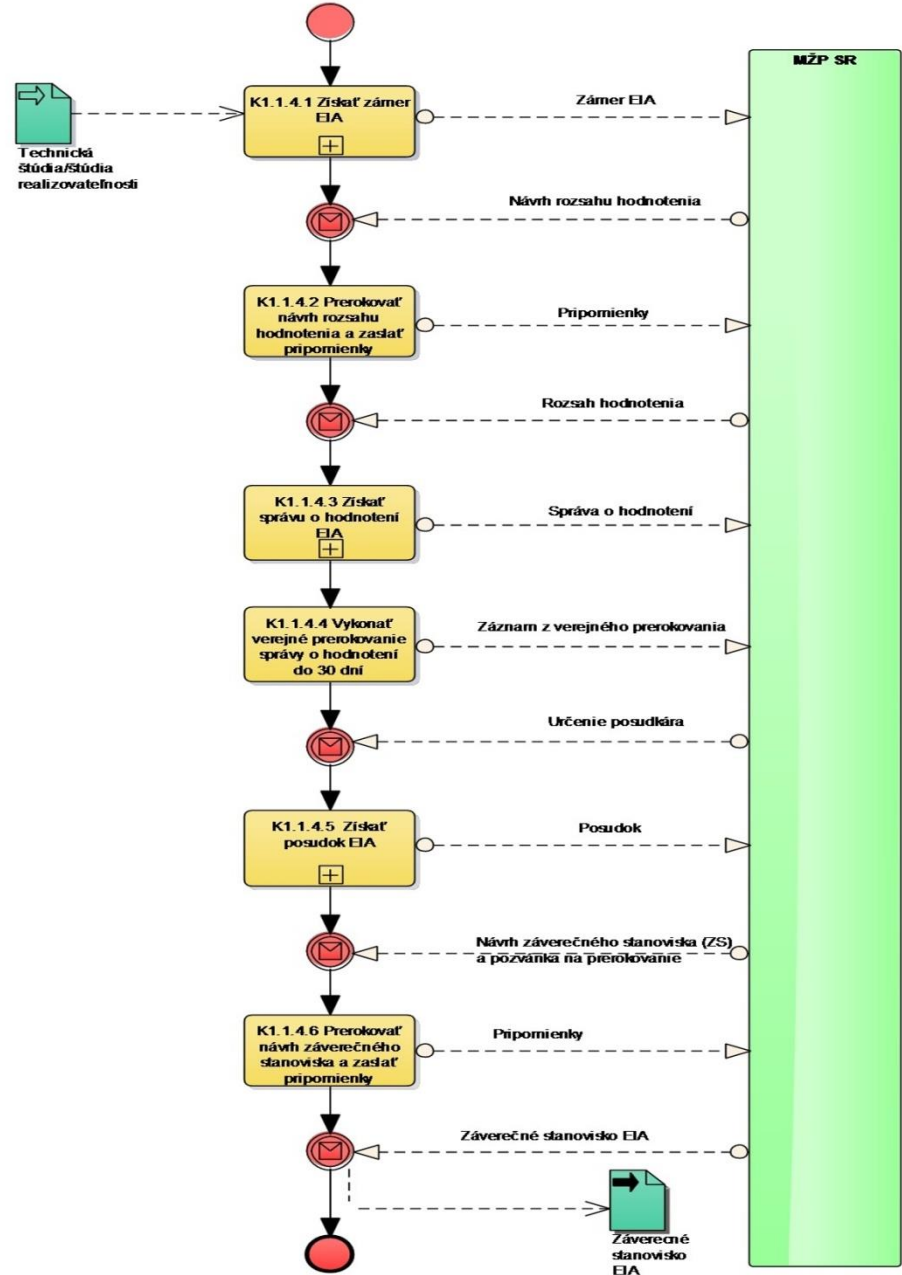 MŽP SR
K1.1.4.1 Získať zámer
EIA
Zámer EIA
Technická
štúdia/štúdia
realizovateľnosti
Návrh rozsahu hodnotenia
K1.1.4.2 Prerokovať
návrh rozsahu
hodnotenia a zaslať
pripomienky
Pripomienky
Rozsah hodnotenia
K1.1.4.3 Získať
správu o hodnotení
EIA
Správa o hodnotení
K1.1.4.4 Vykonať
verejné prerokovanie
správy o hodnotení
do 30 dní
Záznam z verejného prerokovania
Určenie posudkára
K1.1.4.5 Získať
posudok EIA
Posudok
Návrh záverečného stanoviska (ZS)
a pozvánka na prerokovanie
K1.1.4.6 Prerokovať
návrh záverečného
stanoviska a zaslať
pripomienky
Pripomienky
Záverečné stanovisko EIA
Záverečné
stanovisko
EIA